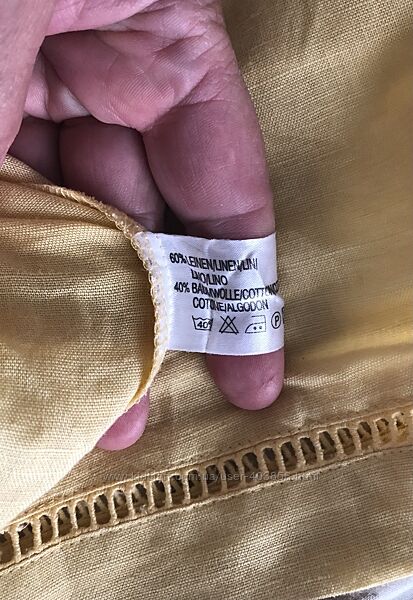 60% LEINEN/LINEN/LIN/
LINO/LINO
40% BAUMWOLLE/COTTON/
COTONE/ALGODON
40° P